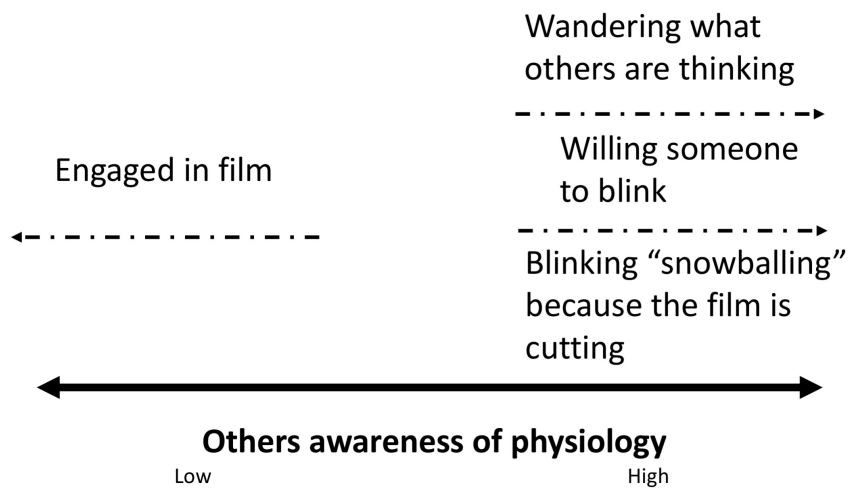 Wandering what
others are thinking
Engaged in film
Willing someone
to blink
Blinking “snowballing”
because the film is
cutting
Others awareness of physiology
Low
High